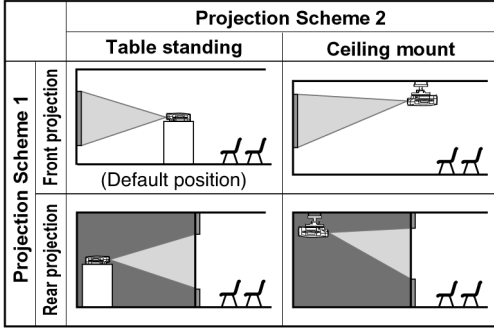 Projection Scheme 2
Table standing
Ceiling mount
Projection Scheme 1
Front projection
(Default position)
Rear projection